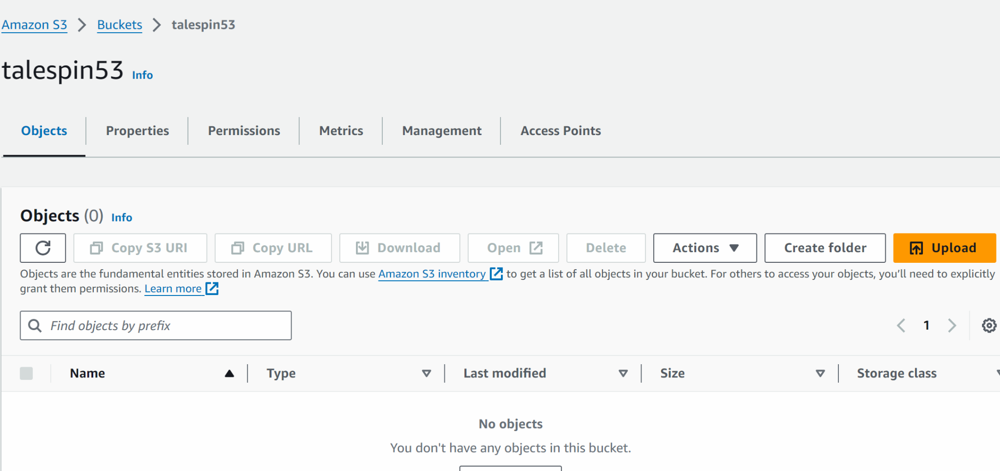 Amazon S3 > Buckets > talespin53
talespin53 Info
Objects Properties Permissions Metrics Management Access Points
Objects (0) Info
Copy S3 URI Copy URL Download Open Delete Actions Create folder Upload
Objects are the fundamental entities stored in Amazon S3. You can use Amazon S3 inventory to get a list of all objects in your bucket. For others to access your objects, you’ll need to explicitly
grant them permissions. Learn more
Find objects by prefix 1
Name Type Last modified Size Storage class
No objects
You don't have any objects in this bucket.